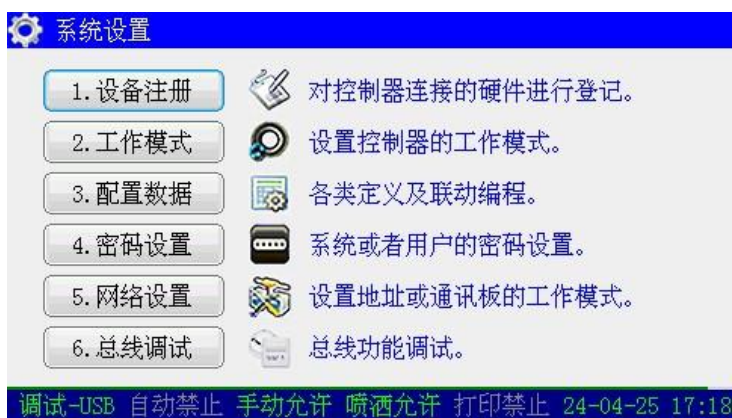 系统设置
1.设备注册 对控制器连接的硬件进行登记。
2.工作模式 设置控制器的工作模式。
3.配置数据 各类定义及联动编程。
4.密码设置 系统或者用户的密码设置。
5.网络设置 设置地址或通讯板的工作模式。
6.总线调试 总线功能调试。
调试-USB 自动禁止 手动允许 喷洒允许 打印禁止 24-04-25 17:18